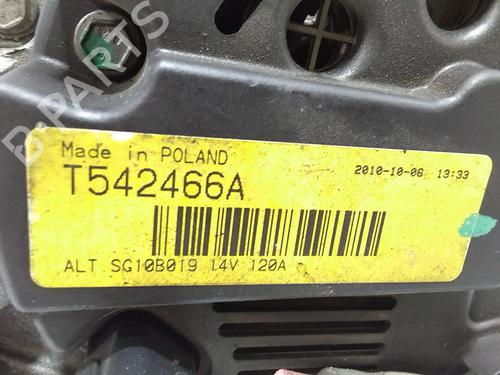 B-PARTS
Made in POLAND
2010-10-06 13:33
T542466A
ALT SG10B019 14V 120A